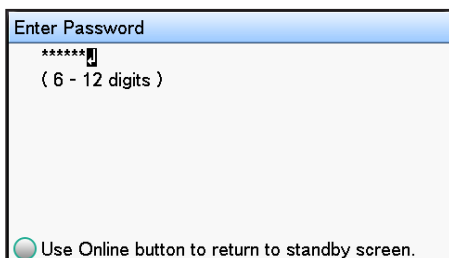 Enter Password
******↲
( 6 - 12 digits )
Use Online button to return to standby screen.